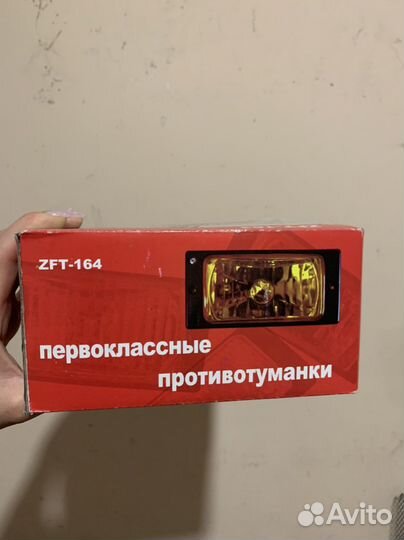 ZFT-164
первоклассные
противотуманки
Avito